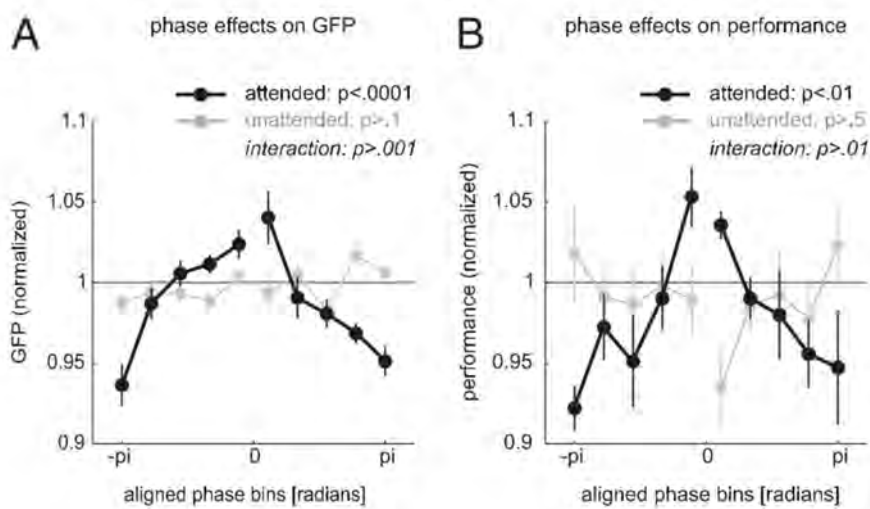 A
phase effects on GFP
attended: p<.0001
unattended: p>.1
interaction: p>.001
1.1
1.05
1
0.95
0.9
GFP (normalized)
-pi
0
pi
aligned phase bins [radians]
B
phase effects on performance
attended: p<.01
unattended, p>.5
interaction: p>.01
1.1
1.05
1
0.95
0.9
performance (normalized)
-pi
0
pi
aligned phase bins [radians]